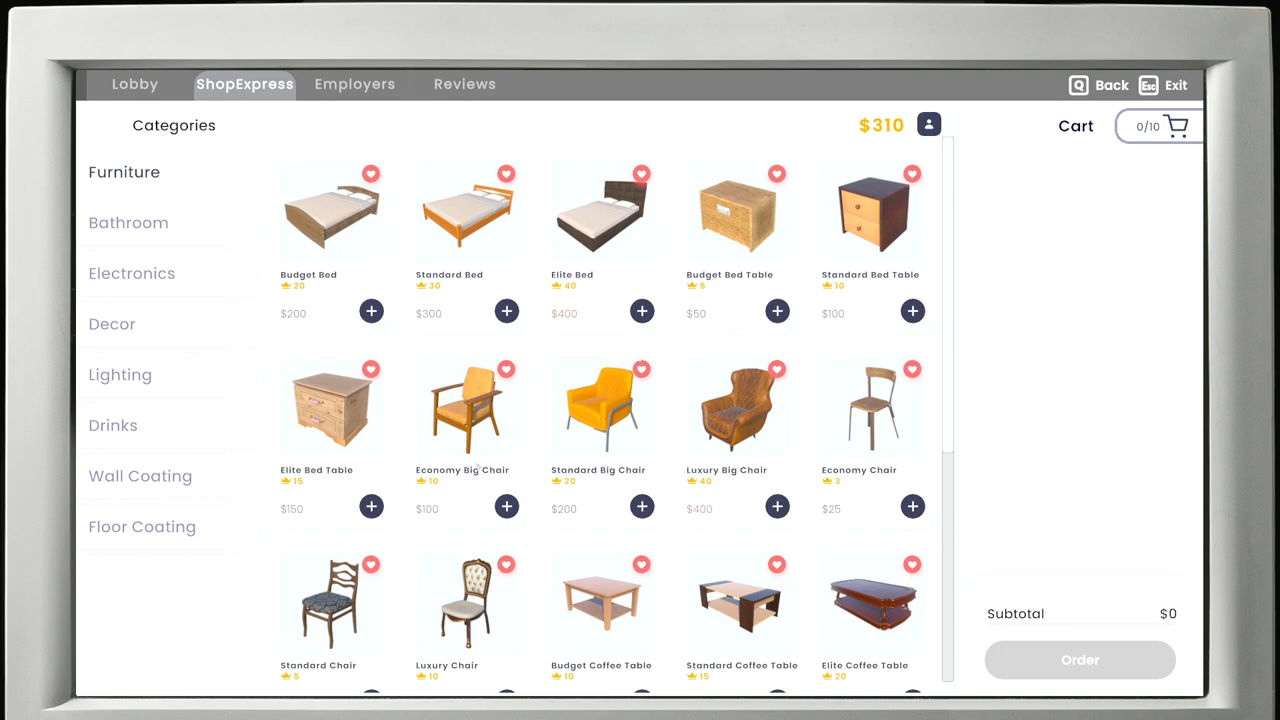 Lobby ShopExpress Employers Reviews Q Back Esc Exit
Categories $310 Cart 0/10
Furniture
Bathroom
Electronics
Decor
Lighting
Drinks
Wall Coating
Floor Coating
Budget Bed Standard Bed Elite Bed Budget Bed Table Standard Bed Table
20 30 40 5 10
$200 $300 $400 $50 $100
Elite Bed Table Economy Big Chair Standard Big Chair Luxury Big Chair Economy Chair
15 10 20 40 3
$150 $100 $200 $400 $25
Standard Chair Luxury Chair Budget Coffee Table Standard Coffee Table Elite Coffee Table
5 10 10 15 20
Subtotal $0
Order